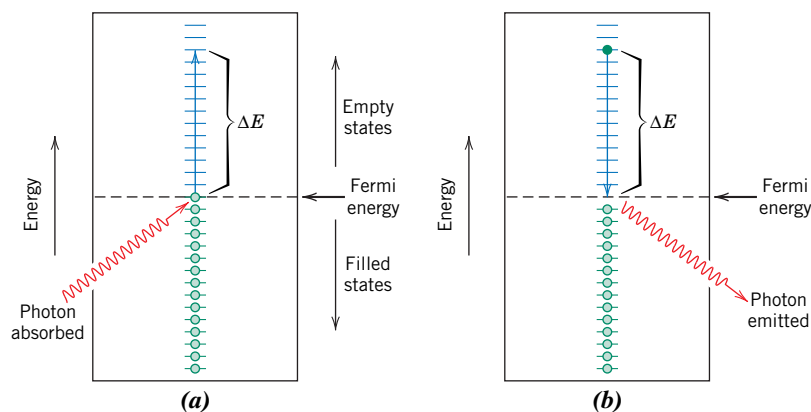 Energy
ΔE
Empty
states
Fermi
energy
Filled
states
Photon
absorbed
(a)
Energy
ΔE
Fermi
energy
Photon
emitted
(b)